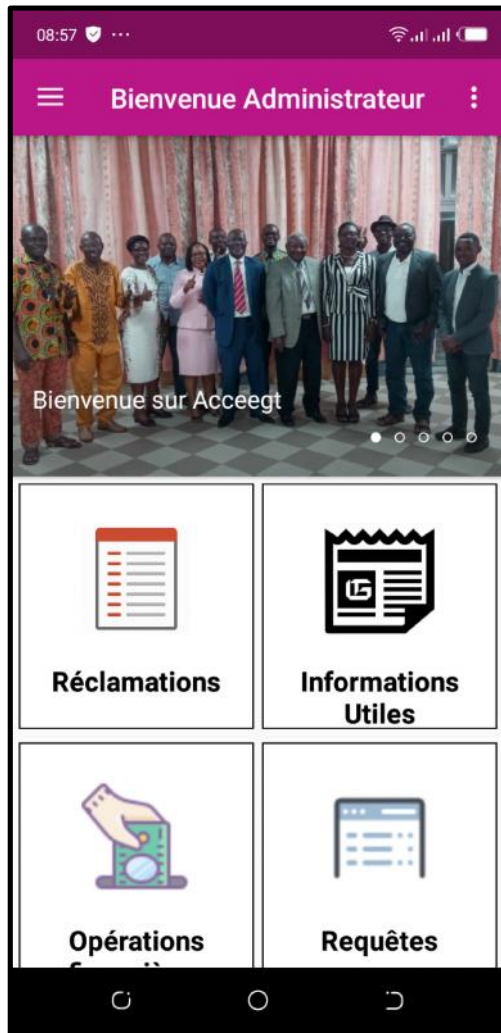 08:57
Bienvenue Administrateur
Bienvenue sur Acceegt
Réclamations
Informations
Utiles
Opérations
Requêtes